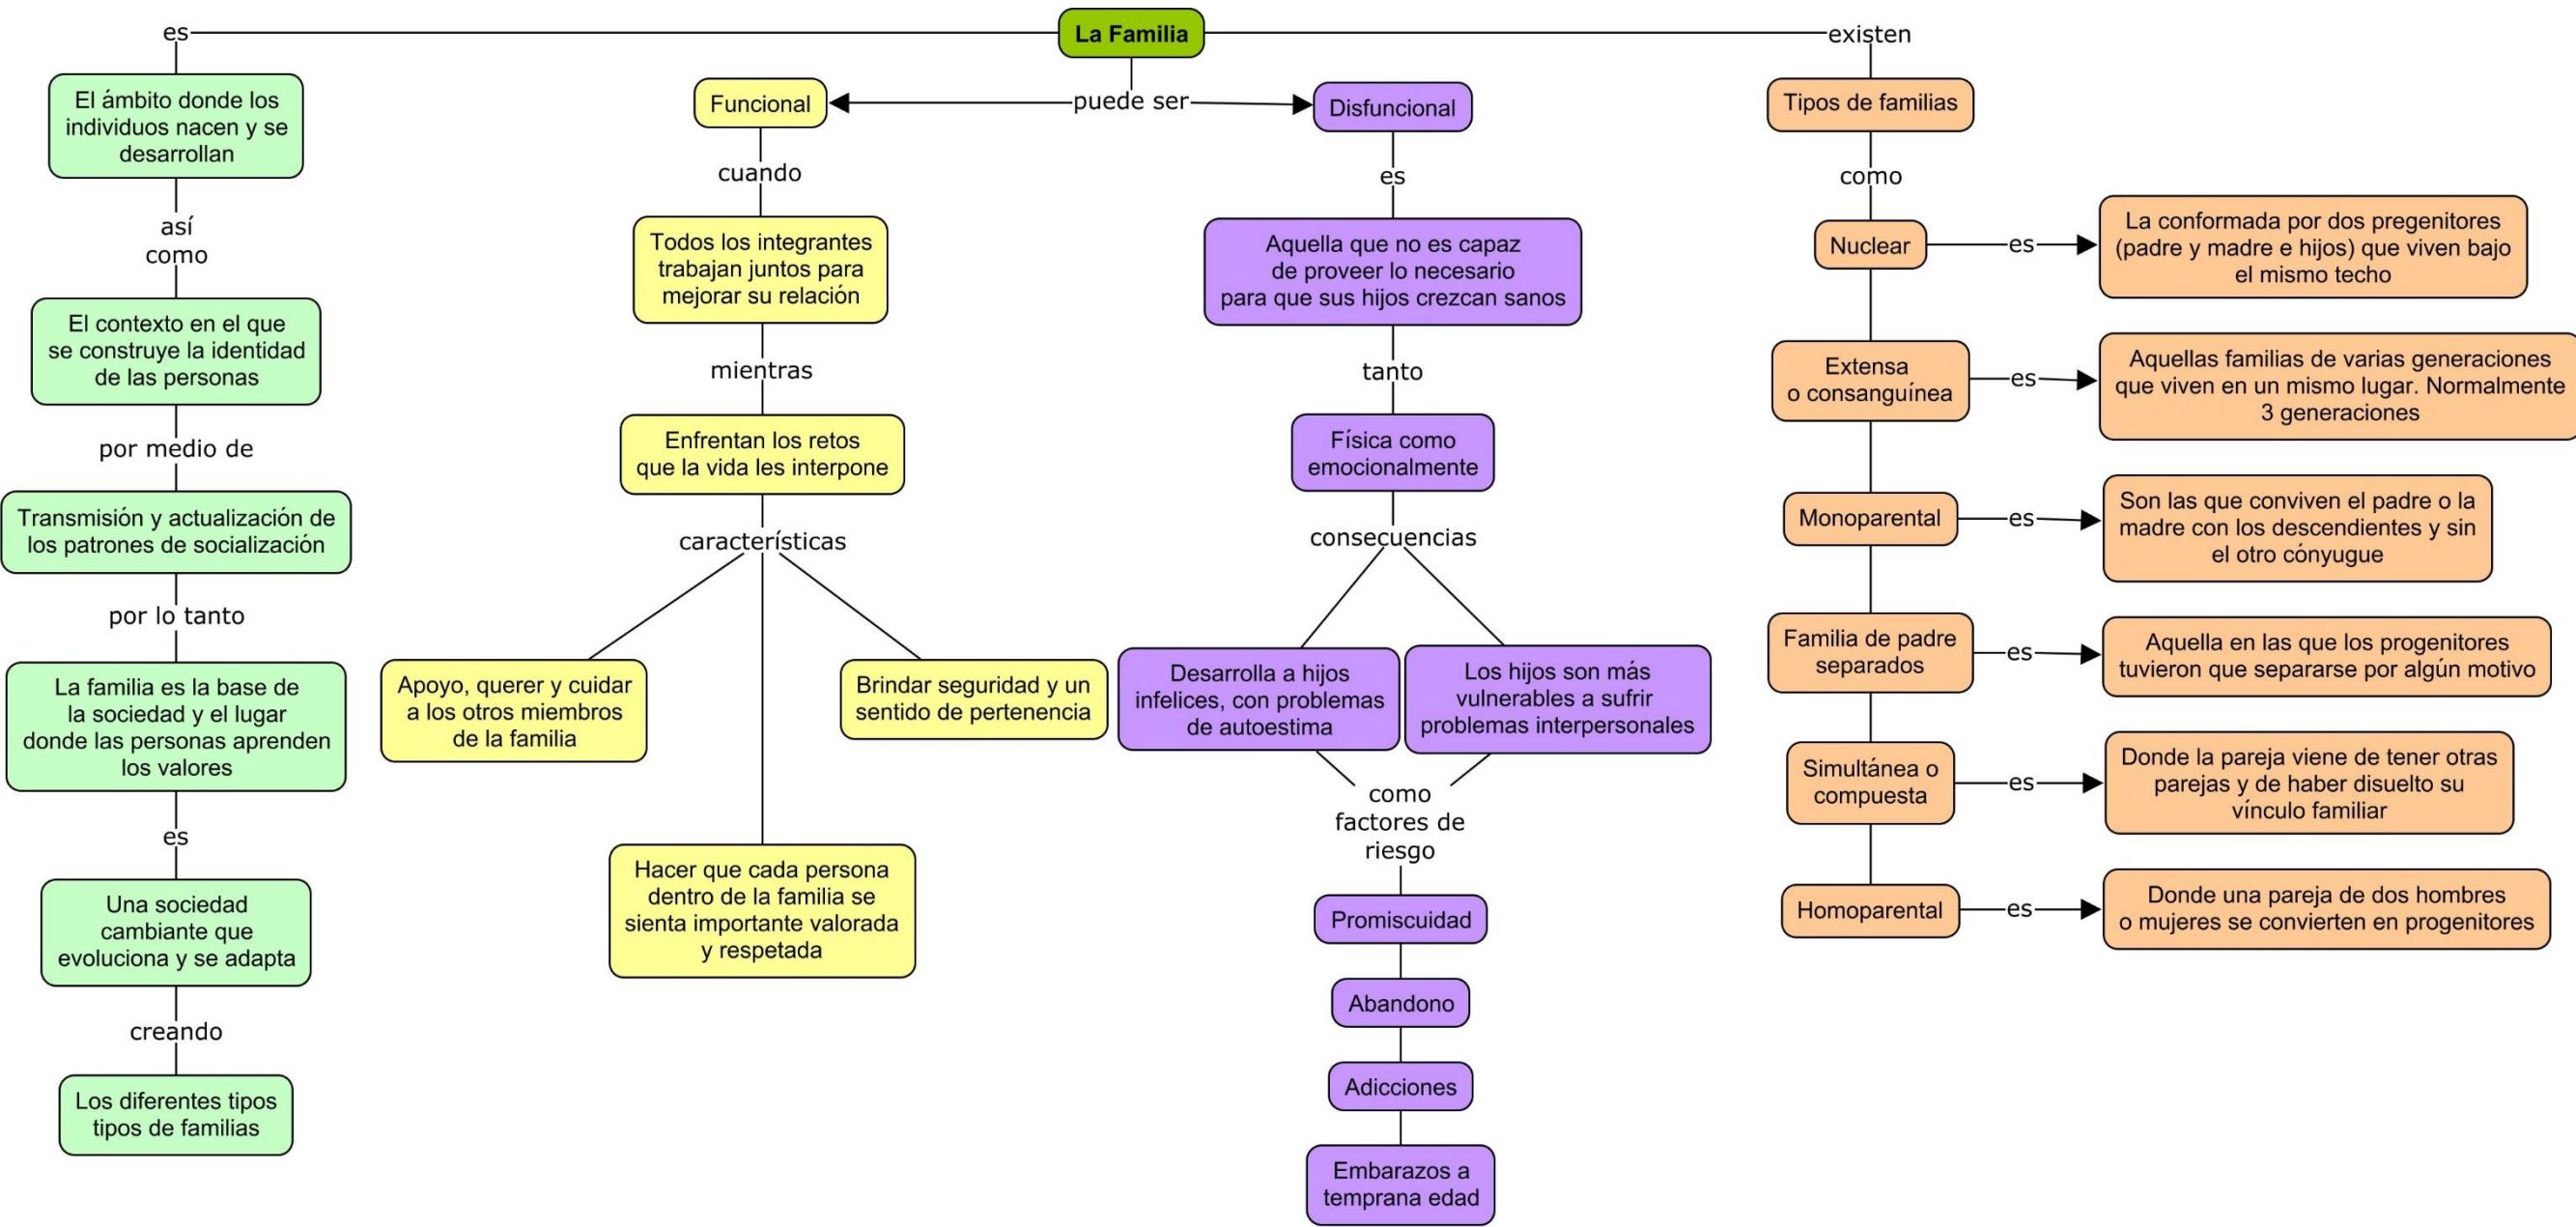 La Familia
es
El ámbito donde los
individuos nacen y se
desarrollan
así
como
El contexto en el que
se construye la identidad
de las personas
por medio de
Transmisión y actualización de
los patrones de socialización
por lo tanto
La familia es la base de
la sociedad y el lugar
donde las personas aprenden
los valores
es
Una sociedad
cambiante que
evoluciona y se adapta
creando
Los diferentes tipos
tipos de familias
puede ser
Funcional
cuando
Todos los integrantes
trabajan juntos para
mejorar su relación
mientras
Enfrentan los retos
que la vida les interpone
características
Apoyo, querer y cuidar
a los otros miembros
de la familia
Hacer que cada persona
dentro de la familia se
sienta importante valorada
y respetada
Brindar seguridad y un
sentido de pertenencia
Disfuncional
es
Aquella que no es capaz
de proveer lo necesario
para que sus hijos crezcan sanos
tanto
Física como
emocionalmente
consecuencias
Desarrolla a hijos
infelices, con problemas
de autoestima
Los hijos son más
vulnerables a sufrir
problemas interpersonales
como
factores de
riesgo
Promiscuidad
Abandono
Adicciones
Embarazos a
temprana edad
existen
Tipos de familias
como
Nuclear
es
La conformada por dos pregenitores
(padre y madre e hijos) que viven bajo
el mismo techo
Extensa
o consanguínea
es
Aquellas familias de varias generaciones
que viven en un mismo lugar. Normalmente
3 generaciones
Monoparental
es
Son las que conviven el padre o la
madre con los descendientes y sin
el otro cónyugue
Familia de padre
separados
es
Aquella en las que los progenitores
tuvieron que separarse por algún motivo
Simultánea o
compuesta
es
Donde la pareja viene de tener otras
parejas y de haber disuelto su
vínculo familiar
Homoparental
es
Donde una pareja de dos hombres
o mujeres se convierten en progenitores